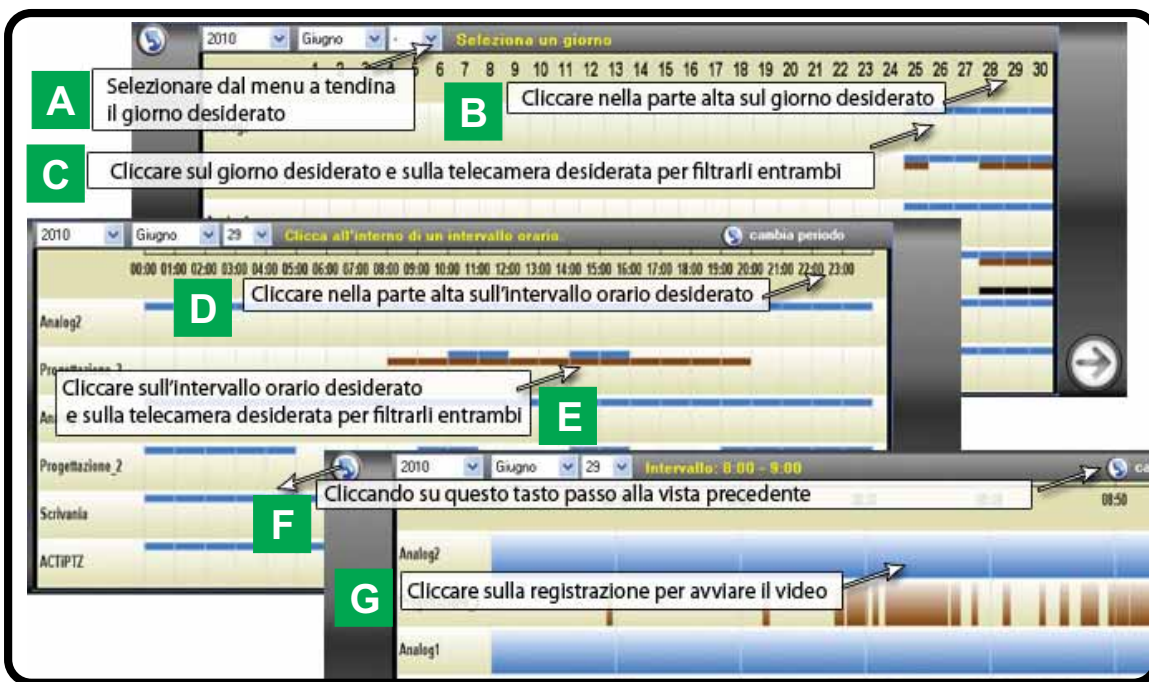 2010 Giugno - Seleziona un giorno
6 7 8 9 10 11 12 13 14 15 16 17 18 19 20 21 22 23 24 25 26 27 28 29 30
A
Selezionare dal menu a tendina
il giorno desiderato
B
Cliccare nella parte alta sul giorno desiderato
C
Cliccare sul giorno desiderato e sulla telecamera desiderata per filtrarli entrambi
2010 Giugno 29 Clicca all'interno di un intervallo orario. cambia periodo
00:00 01:00 02:00 03:00 04:00 05:00 06:00 07:00 08:00 09:00 10:00 11:00 12:00 13:00 14:00 15:00 16:00 17:00 18:00 19:00 20:00 21:00 22:00 23:00
D
Cliccare nella parte alta sull'intervallo orario desiderato
Analog2
Progettazione_3
Cliccare sull'intervallo orario desiderato
e sulla telecamera desiderata per filtrarli entrambi
E
Progettazione_2
Scrivania
ACTiPTZ
2010 Giugno 29 Intervallo: 8:00 - 9:00 ca
Cliccando su questo tasto passo alla vista precedente
F
08:50
Analog2
G
Cliccare sulla registrazione per avviare il video
Analog1